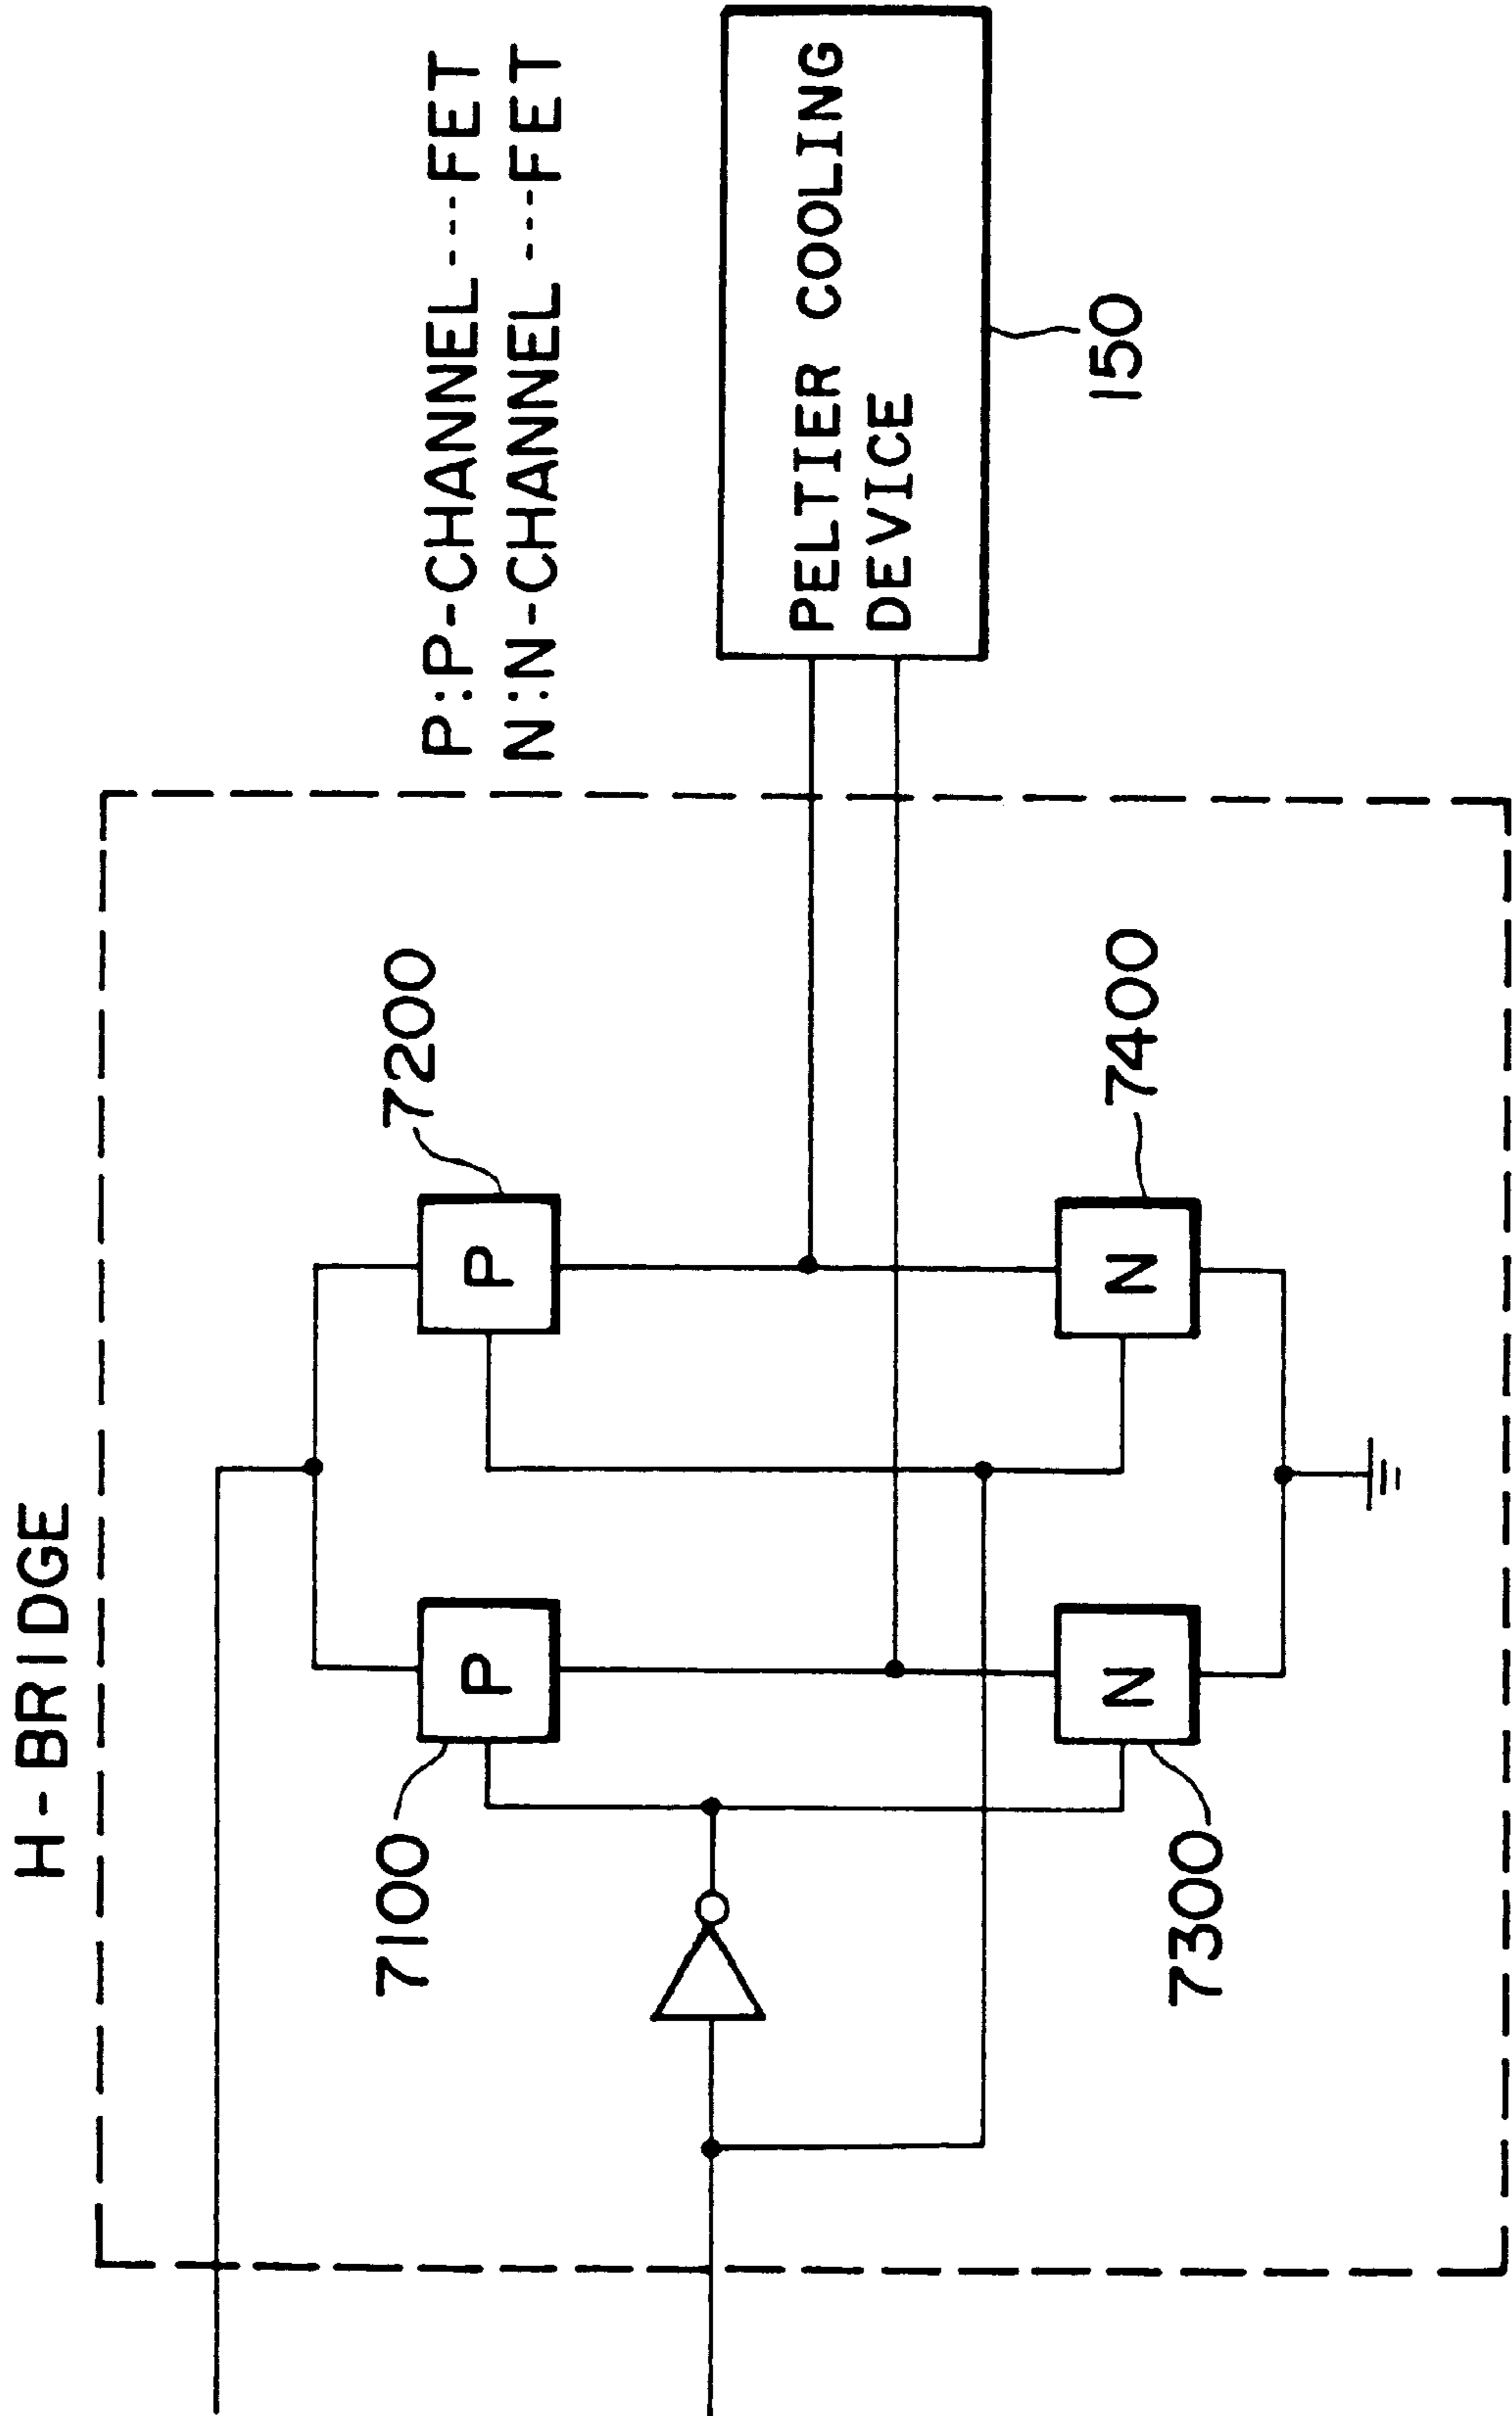 H-BRIDGE
P:P-CHANNEL---FET
N:N-CHANNEL---FET
7100
7200
P
P
PELTIER COOLING
DEVICE
150
N
N
7300
7400